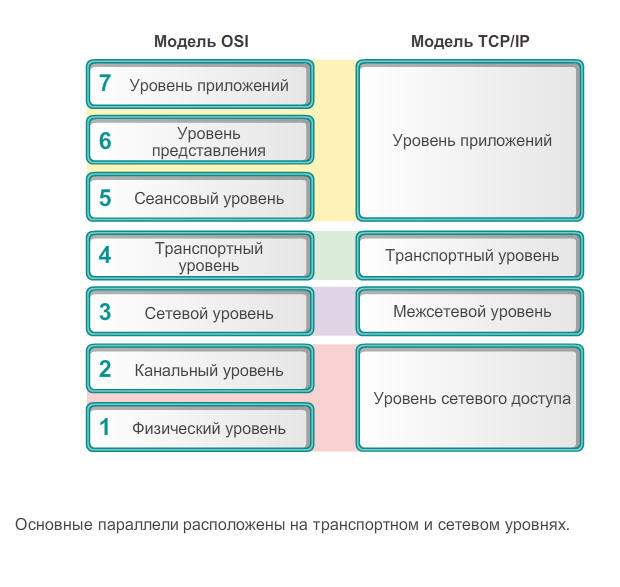 Модель OSI
Модель TCP/IP
7 Уровень приложений
6 Уровень
представления
5 Сеансовый уровень
Уровень приложений
4 Транспортный
уровень
Транспортный уровень
3 Сетевой уровень
Межсетевой уровень
2 Канальный уровень
1 Физический уровень
Уровень сетевого доступа
Основные параллели расположены на транспортном и сетевом уровнях.